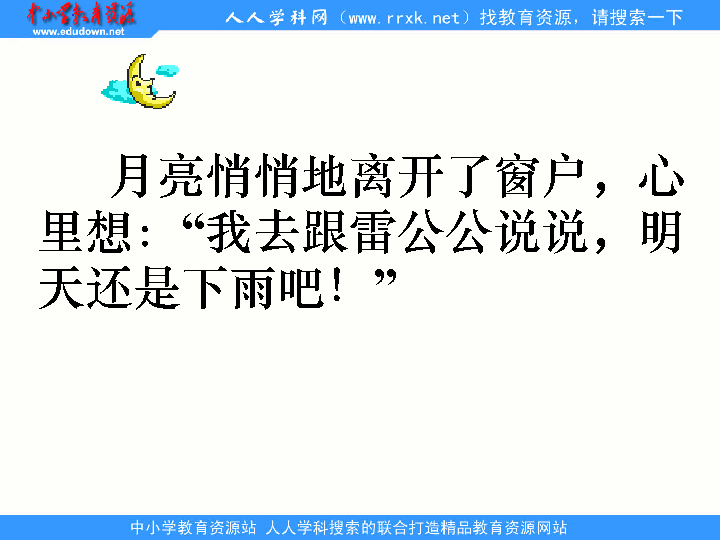 中小学教育资源
www.edudown.net
人人学科网（www.rrxk.net）找教育资源，请搜索一下
月亮悄悄地离开了窗户，心
里想：“我去跟雷公公说说，明
天还是下雨吧！”
中小学教育资源站 人人学科搜索的联合打造精品教育资源网站